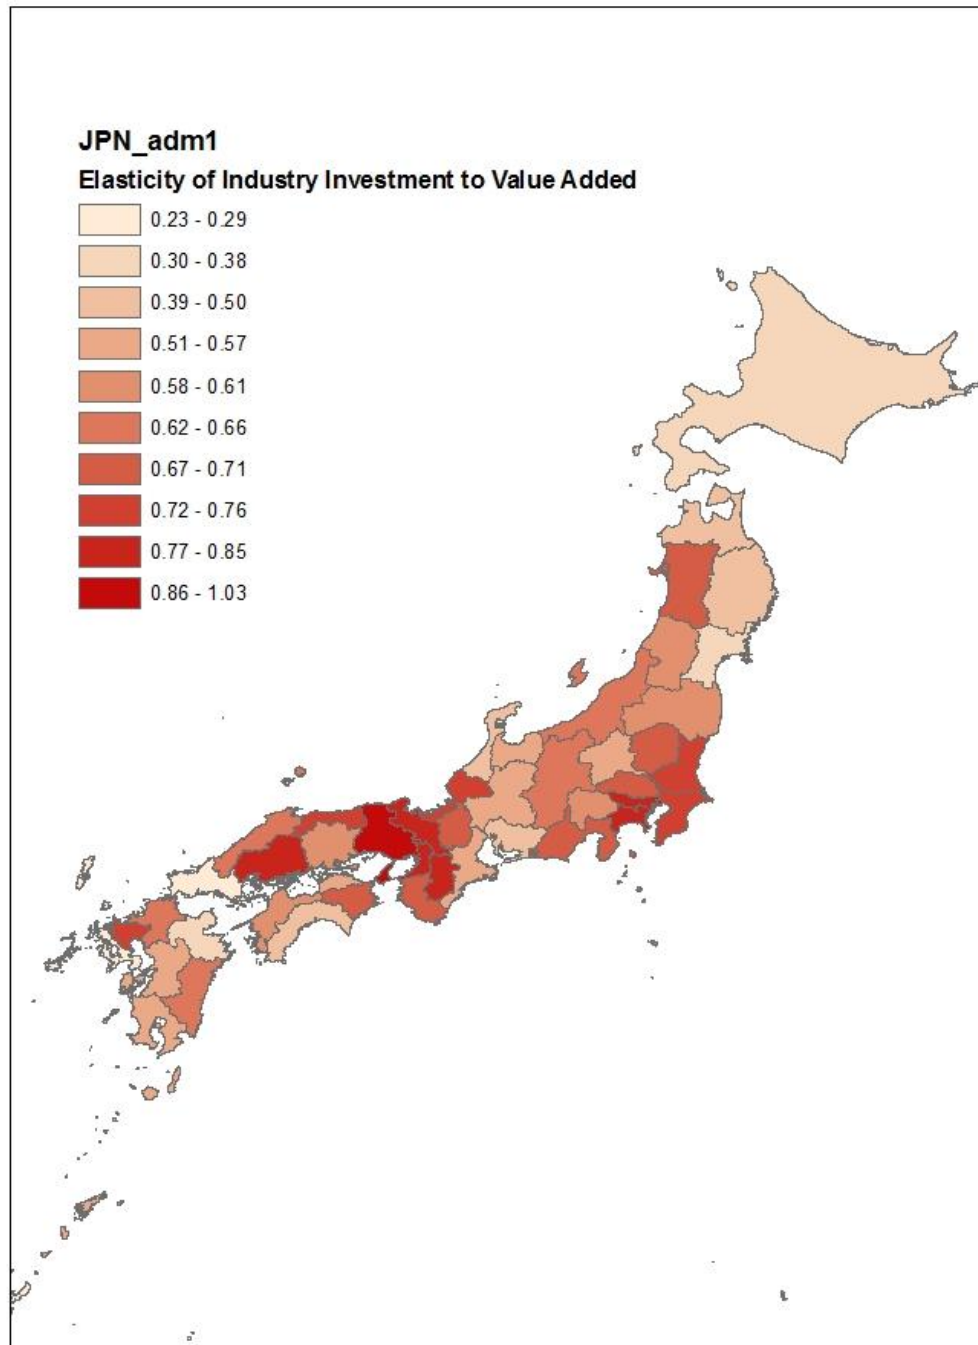 JPN_adm1
Elasticity of Industry Investment to Value Added
0.23 - 0.29
0.30 - 0.38
0.39 - 0.50
0.51 - 0.57
0.58 - 0.61
0.62 - 0.66
0.67 - 0.71
0.72 - 0.76
0.77 - 0.85
0.86 - 1.03